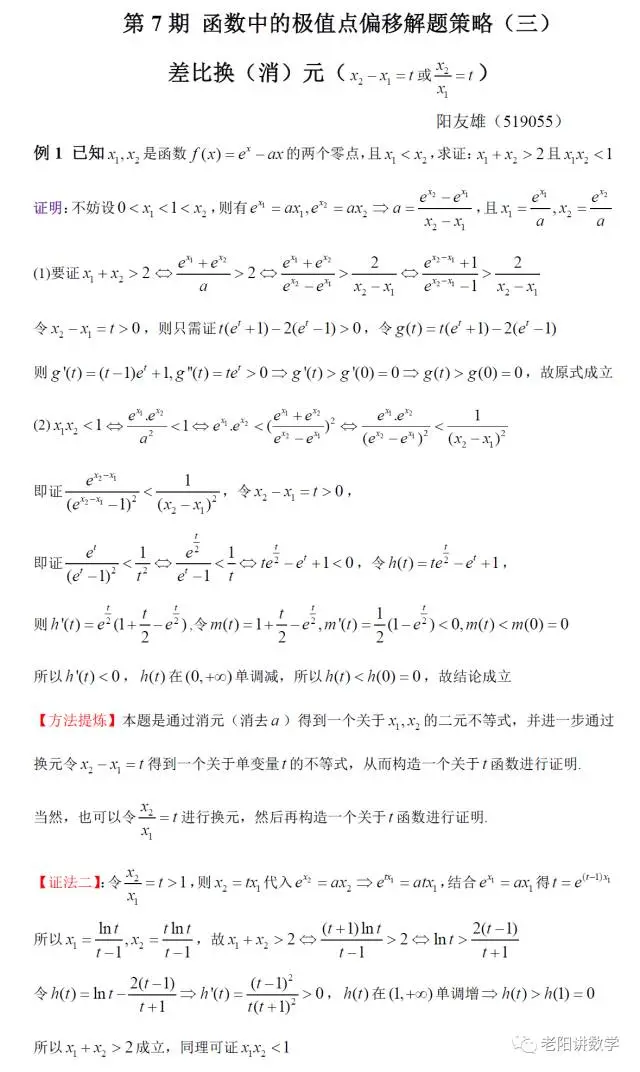 第 7 期 函数中的极值点偏移解题策略（三）
差比换（消）元（$x_2-x_1=t$ 或 $\frac{x_2}{x_1}=t$）
阳友雄（519055）
例 1 已知 $x_1,x_2$ 是函数 $f(x)=e^x-ax$ 的两个零点，且 $x_1<x_2$，求证：$x_1+x_2>2$ 且 $x_1x_2<1$
证明：不妨设 $0<x_1<1<x_2$，则有 $e^{x_1}=ax_1,e^{x_2}=ax_2\Rightarrow a=\frac{e^{x_2}-e^{x_1}}{x_2-x_1}$，且 $x_1=\frac{e^{x_1}}{a},x_2=\frac{e^{x_2}}{a}$
(1)要证 $x_1+x_2>2\Leftrightarrow\frac{e^{x_1}+e^{x_2}}{a}>2\Leftrightarrow\frac{e^{x_1}+e^{x_2}}{e^{x_2}-e^{x_1}}>\frac{2}{x_2-x_1}\Leftrightarrow\frac{e^{x_2-x_1}+1}{e^{x_2-x_1}-1}>\frac{2}{x_2-x_1}$
令 $x_2-x_1=t>0$，则只需证 $t(e^t+1)-2(e^t-1)>0$，令 $g(t)=t(e^t+1)-2(e^t-1)$
则 $g'(t)=(t-1)e^t+1,g''(t)=te^t>0\Rightarrow g'(t)>g'(0)=0\Rightarrow g(t)>g(0)=0$，故原式成立
(2) $x_1x_2<1\Leftrightarrow\frac{e^{x_1}.e^{x_2}}{a^2}<1\Leftrightarrow e^{x_1}.e^{x_2}<(\frac{e^{x_1}+e^{x_2}}{e^{x_2}-e^{x_1}})^2\Leftrightarrow\frac{e^{x_1}.e^{x_2}}{(e^{x_2}-e^{x_1})^2}<\frac{1}{(x_2-x_1)^2}$
即证 $\frac{e^{x_2-x_1}}{(e^{x_2-x_1}-1)^2}<\frac{1}{(x_2-x_1)^2}$，令 $x_2-x_1=t>0$，
即证 $\frac{e^t}{(e^t-1)^2}<\frac{1}{t^2}\Leftrightarrow\frac{e^{\frac{t}{2}}}{e^t-1}<\frac{1}{t}\Leftrightarrow te^{\frac{t}{2}}-e^t+1<0$，令 $h(t)=te^{\frac{t}{2}}-e^t+1$，
则 $h'(t)=e^{\frac{t}{2}}(1+\frac{t}{2}-e^{\frac{t}{2}})$,令 $m(t)=1+\frac{t}{2}-e^{\frac{t}{2}},m'(t)=\frac{1}{2}(1-e^{\frac{t}{2}})<0,m(t)<m(0)=0$
所以 $h'(t)<0$，$h(t)$ 在 $(0,+\infty)$ 单调减，所以 $h(t)<h(0)=0$，故结论成立
【方法提炼】本题是通过消元（消去 $a$）得到一个关于 $x_1,x_2$ 的二元不等式，并进一步通过
换元令 $x_2-x_1=t$ 得到一个关于单变量 $t$ 的不等式，从而构造一个关于 $t$ 函数进行证明.
当然，也可以令 $\frac{x_2}{x_1}=t$ 进行换元，然后再构造一个关于 $t$ 函数进行证明.
【证法二】：令 $\frac{x_2}{x_1}=t>1$，则 $x_2=tx_1$ 代入 $e^{x_2}=ax_2\Rightarrow e^{tx_1}=atx_1$，结合 $e^{x_1}=ax_1$ 得 $t=e^{(t-1)x_1}$
所以 $x_1=\frac{\ln t}{t-1},x_2=\frac{t\ln t}{t-1}$，故 $x_1+x_2>2\Leftrightarrow\frac{(t+1)\ln t}{t-1}>2\Leftrightarrow\ln t>\frac{2(t-1)}{t+1}$
令 $h(t)=\ln t-\frac{2(t-1)}{t+1}\Rightarrow h'(t)=\frac{(t-1)^2}{t(t+1)^2}>0$，$h(t)$ 在 $(1,+\infty)$ 单调增 $\Rightarrow h(t)>h(1)=0$
所以 $x_1+x_2>2$ 成立，同理可证 $x_1x_2<1$
老阳讲数学